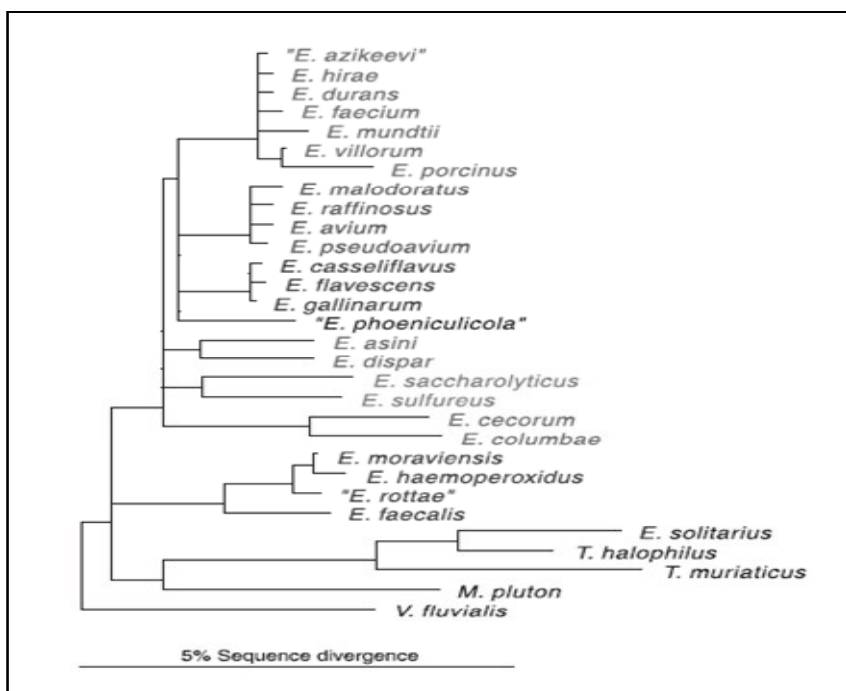 "E. azikeevi"
E. hirae
E. durans
E. faecium
E. mundtii
E. villorum
E. porcinus
E. malodoratus
E. raffinosus
E. avium
E. pseudoavium
E. casseliflavus
E. flavescens
E. gallinarum
"E. phoeniculicola"
E. asini
E. dispar
E. saccharolyticus
E. sulfureus
E. cecorum
E. columbae
E. moraviensis
E. haemoperoxidus
"E. rottae"
E. faecalis
E. solitarius
T. halophilus
T. muriaticus
M. pluton
V. fluvialis
5% Sequence divergence